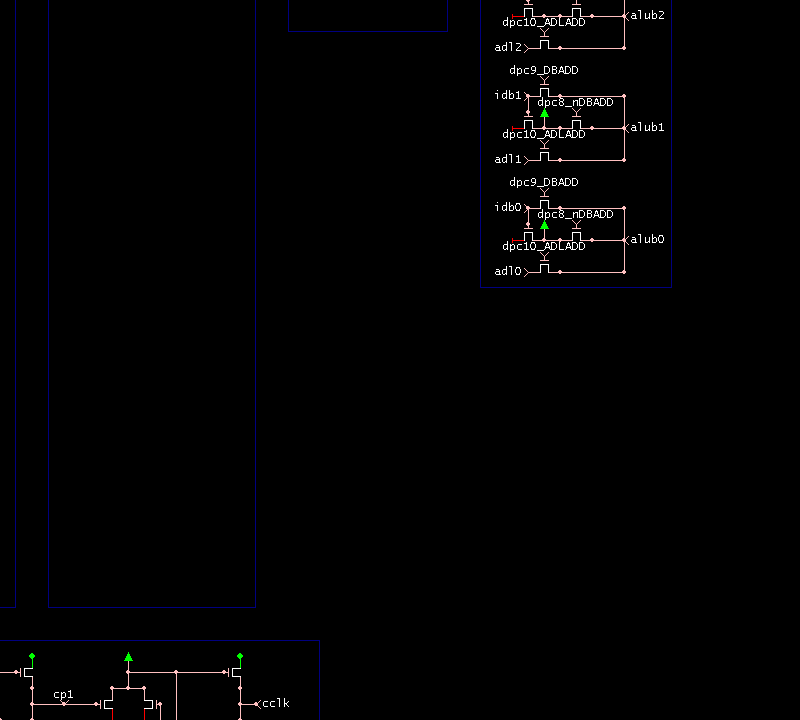 alub2
dpc10_ADLADD
adl2
dpc9_DBADD
idb1
dpc8_nDBADD
alub1
dpc10_ADLADD
adl1
dpc9_DBADD
idb0
dpc8_nDBADD
alub0
dpc10_ADLADD
adl0
cp1
cclk